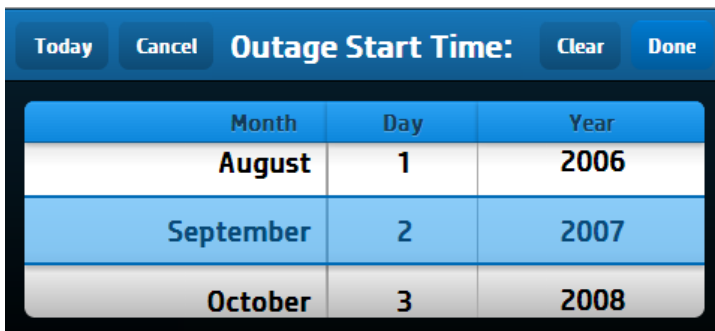 Today Cancel Outage Start Time: Clear Done
Month Day Year
August 1 2006
September 2 2007
October 3 2008